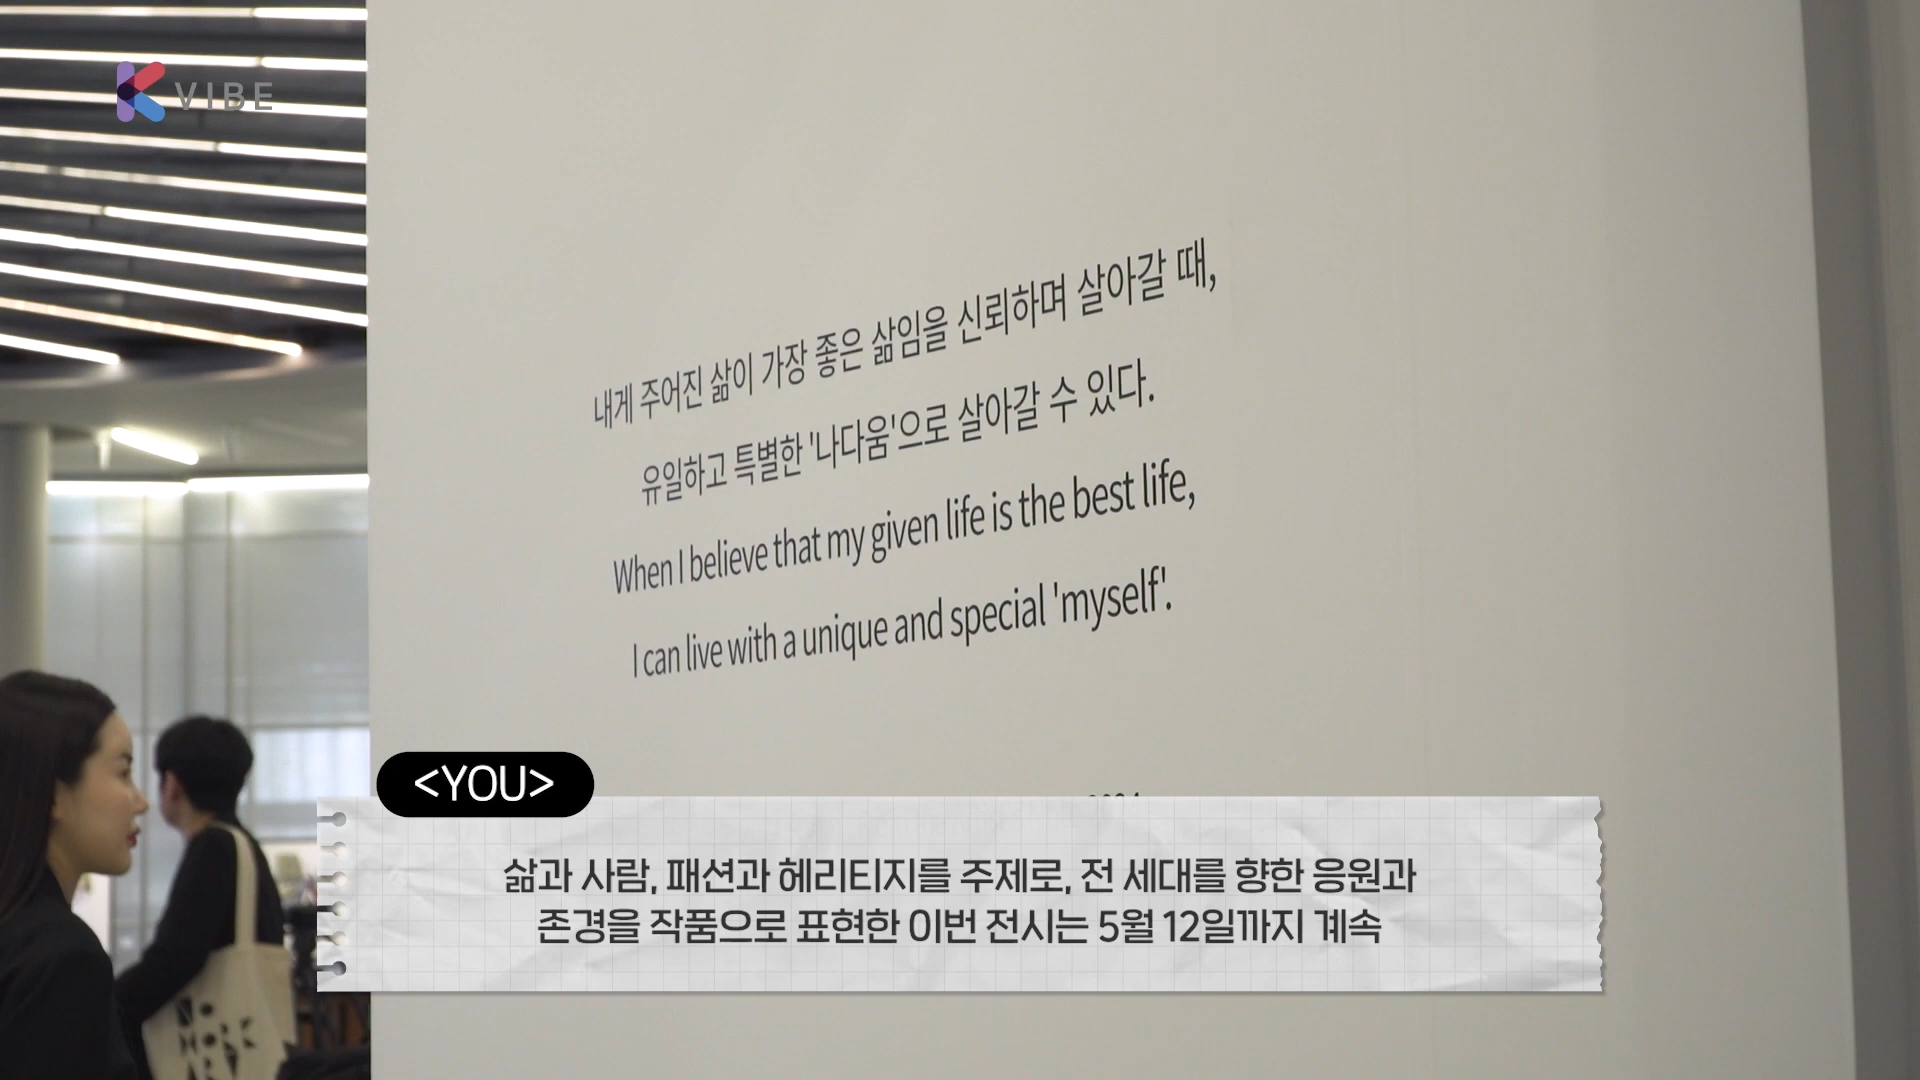 K VIBE
내게 주어진 삶이 가장 좋은 삶임을 신뢰하며 살아갈 때,
유일하고 특별한 '나다움'으로 살아갈 수 있다.
When I believe that my given life is the best life,
I can live with a unique and special 'myself'.
<YOU>
삶과 사람, 패션과 헤리티지를 주제로, 전 세대를 향한 응원과
존경을 작품으로 표현한 이번 전시는 5월 12일까지 계속